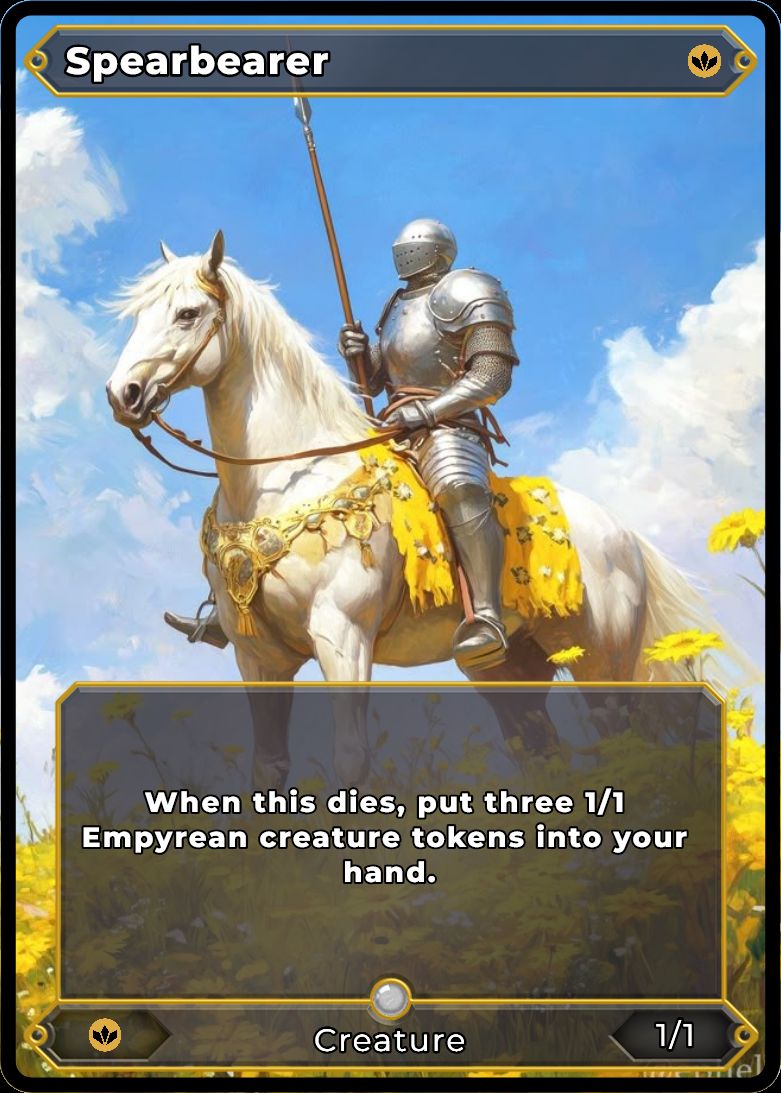 Spearbearer
When this dies, put three 1/1
Empyrean creature tokens into your
hand.
Creature
1/1